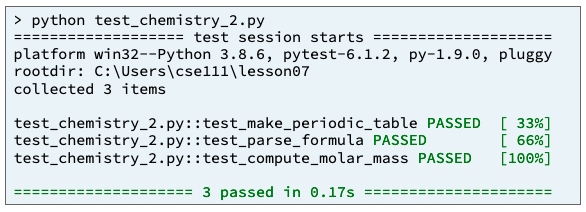 > python test_chemistry_2.py
=================== test session starts ====================
platform win32--Python 3.8.6, pytest-6.1.2, py-1.9.0, pluggy
rootdir: C:\Users\cse111\lesson07
collected 3 items
test_chemistry_2.py::test_make_periodic_table PASSED  [ 33%]
test_chemistry_2.py::test_parse_formula PASSED        [ 66%]
test_chemistry_2.py::test_compute_molar_mass PASSED   [100%]
==================== 3 passed in 0.17s =====================